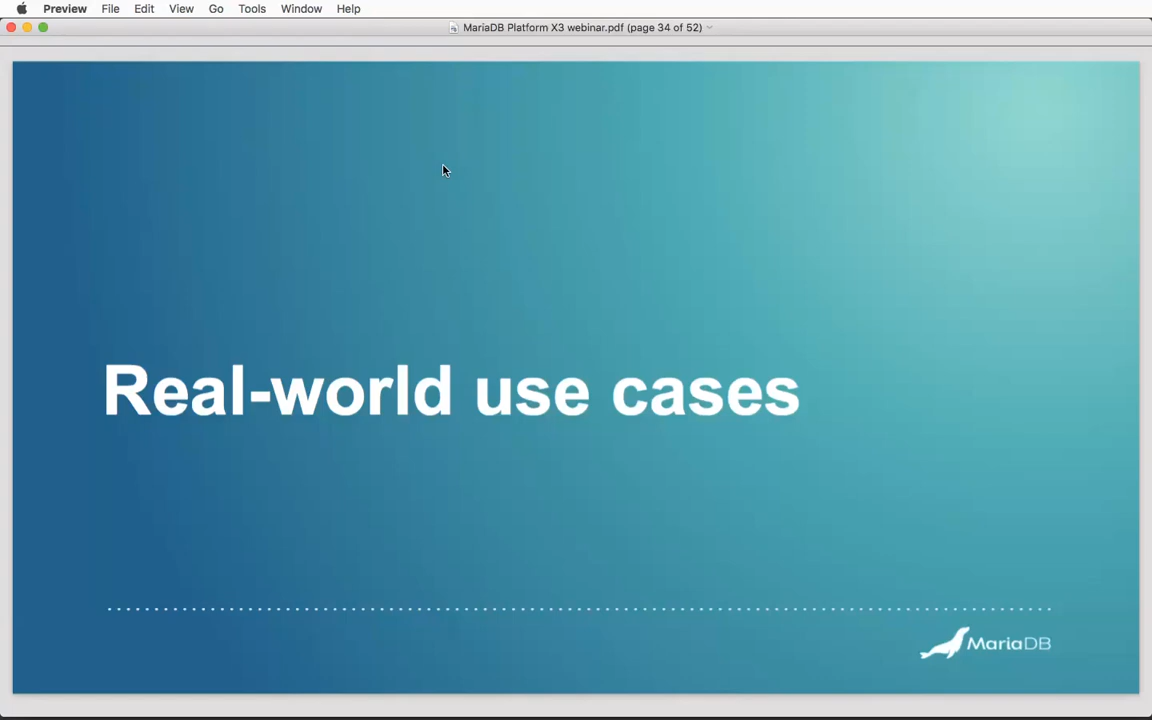 Preview File Edit View Go Tools Window Help
MariaDB Platform X3 webinar.pdf (page 34 of 52)
Real-world use cases
MariaDB